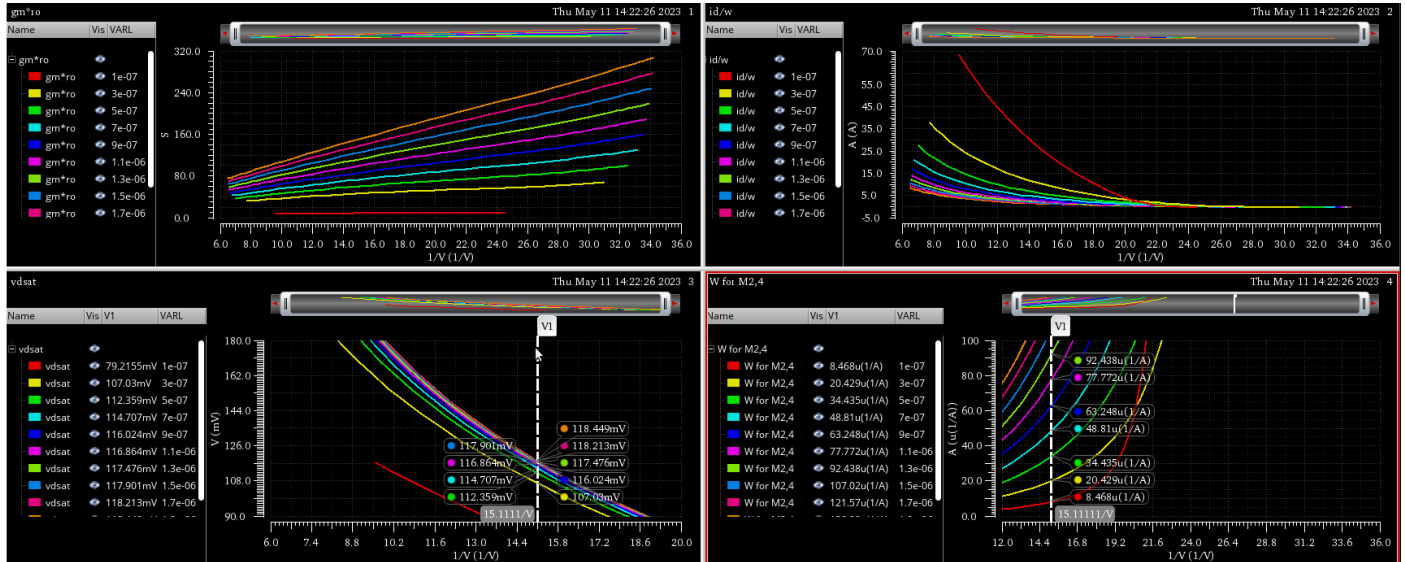 gm*ro
Thu May 11 14:22:26 2023 1
Name Vis VARL
gm*ro
gm*ro 1e-07
gm*ro 3e-07
gm*ro 5e-07
gm*ro 7e-07
gm*ro 9e-07
gm*ro 1.1e-06
gm*ro 1.3e-06
gm*ro 1.5e-06
gm*ro 1.7e-06
320.0
240.0
160.0
80.0
0.0
S
6.0 8.0 10.0 12.0 14.0 16.0 18.0 20.0 22.0 24.0 26.0 28.0 30.0 32.0 34.0 36.0
1/V (1/V)
id/w
Thu May 11 14:22:26 2023 2
Name Vis VARL
id/w
id/w 1e-07
id/w 3e-07
id/w 5e-07
id/w 7e-07
id/w 9e-07
id/w 1.1e-06
id/w 1.3e-06
id/w 1.5e-06
id/w 1.7e-06
70.0
55.0
45.0
35.0
25.0
15.0
5.0
-5.0
A (A)
6.0 8.0 10.0 12.0 14.0 16.0 18.0 20.0 22.0 24.0 26.0 28.0 30.0 32.0 34.0 36.0
1/V (1/V)
vdsat
Thu May 11 14:22:26 2023 3
Name Vis V1 VARL
vdsat
vdsat 79.2155mV 1e-07
vdsat 107.03mV 3e-07
vdsat 112.359mV 5e-07
vdsat 114.707mV 7e-07
vdsat 116.024mV 9e-07
vdsat 116.864mV 1.1e-06
vdsat 117.476mV 1.3e-06
vdsat 117.901mV 1.5e-06
vdsat 118.213mV 1.7e-06
V1
180.0
162.0
144.0
126.0
108.0
90.0
V (mV)
118.449mV
117.901mV 118.213mV
116.864mV 117.476mV
114.707mV 116.024mV
112.359mV 107.03mV
15.1111/V
6.0 7.4 8.8 10.2 11.6 13.0 14.4 15.8 17.2 18.6 20.0
1/V (1/V)
W for M2,4
Thu May 11 14:22:26 2023 4
Name Vis V1 VARL
W for M2,4
W for M2,4 8.468u(1/A) 1e-07
W for M2,4 20.429u(1/A) 3e-07
W for M2,4 34.435u(1/A) 5e-07
W for M2,4 48.81u(1/A) 7e-07
W for M2,4 63.248u(1/A) 9e-07
W for M2,4 77.772u(1/A) 1.1e-06
W for M2,4 92.438u(1/A) 1.3e-06
W for M2,4 107.02u(1/A) 1.5e-06
W for M2,4 121.57u(1/A) 1.7e-06
V1
100
80.0
60.0
40.0
20.0
0.0
A (u(1/A))
92.438u(1/A)
77.772u(1/A)
63.248u(1/A)
48.81u(1/A)
34.435u(1/A)
20.429u(1/A)
8.468u(1/A)
15.11111/V
12.0 14.4 16.8 19.2 21.6 24.0 26.4 28.8 31.2 33.6 36.0
1/V (1/V)